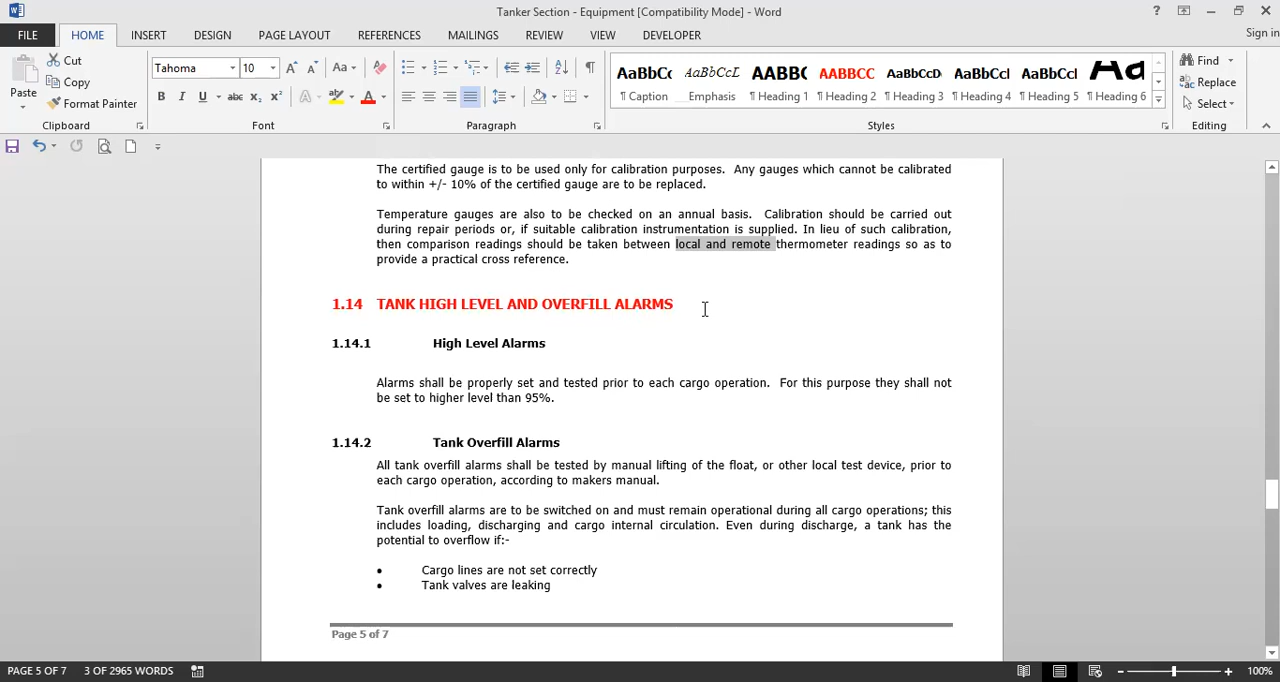 Tanker Section - Equipment [Compatibility Mode] - Word
Sign in
FILE HOME INSERT DESIGN PAGE LAYOUT REFERENCES MAILINGS REVIEW VIEW DEVELOPER
Paste
Cut
Copy
Format Painter
Clipboard
Tahoma 10
Font
Paragraph
AaBbCc AaBbCcL AABBC AABBCC AaBbCcD AaBbCcl AaBbCcl Aa
¶ Caption Emphasis ¶ Heading 1 ¶ Heading 2 ¶ Heading 3 ¶ Heading 4 ¶ Heading 5 ¶ Heading 6
Styles
Find
Replace
Select
Editing
The certified gauge is to be used only for calibration purposes. Any gauges which cannot be calibrated
to within +/- 10% of the certified gauge are to be replaced.
Temperature gauges are also to be checked on an annual basis. Calibration should be carried out
during repair periods or, if suitable calibration instrumentation is supplied. In lieu of such calibration,
then comparison readings should be taken between local and remote thermometer readings so as to
provide a practical cross reference.
1.14 TANK HIGH LEVEL AND OVERFILL ALARMS
1.14.1 High Level Alarms
Alarms shall be properly set and tested prior to each cargo operation. For this purpose they shall not
be set to higher level than 95%.
1.14.2 Tank Overfill Alarms
All tank overfill alarms shall be tested by manual lifting of the float, or other local test device, prior to
each cargo operation, according to makers manual.
Tank overfill alarms are to be switched on and must remain operational during all cargo operations; this
includes loading, discharging and cargo internal circulation. Even during discharge, a tank has the
potential to overflow if:-
• Cargo lines are not set correctly
• Tank valves are leaking
Page 5 of 7
PAGE 5 OF 7 3 OF 2965 WORDS 100%